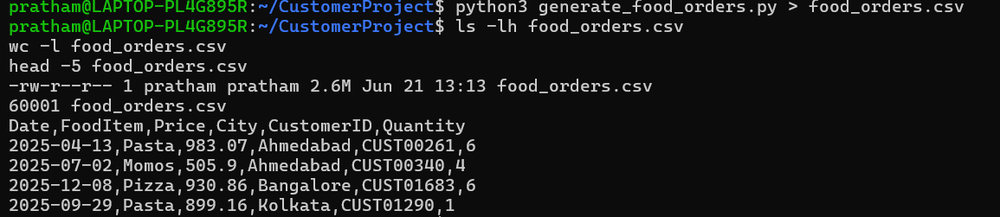 pratham@LAPTOP-PL4G895R:~/CustomerProject$ python3 generate_food_orders.py > food_orders.csv
pratham@LAPTOP-PL4G895R:~/CustomerProject$ ls -lh food_orders.csv
wc -l food_orders.csv
head -5 food_orders.csv
-rw-r--r-- 1 pratham pratham 2.6M Jun 21 13:13 food_orders.csv
60001 food_orders.csv
Date,FoodItem,Price,City,CustomerID,Quantity
2025-04-13,Pasta,983.07,Ahmedabad,CUST00261,6
2025-07-02,Momos,505.9,Ahmedabad,CUST00340,4
2025-12-08,Pizza,930.86,Bangalore,CUST01683,6
2025-09-29,Pasta,899.16,Kolkata,CUST01290,1